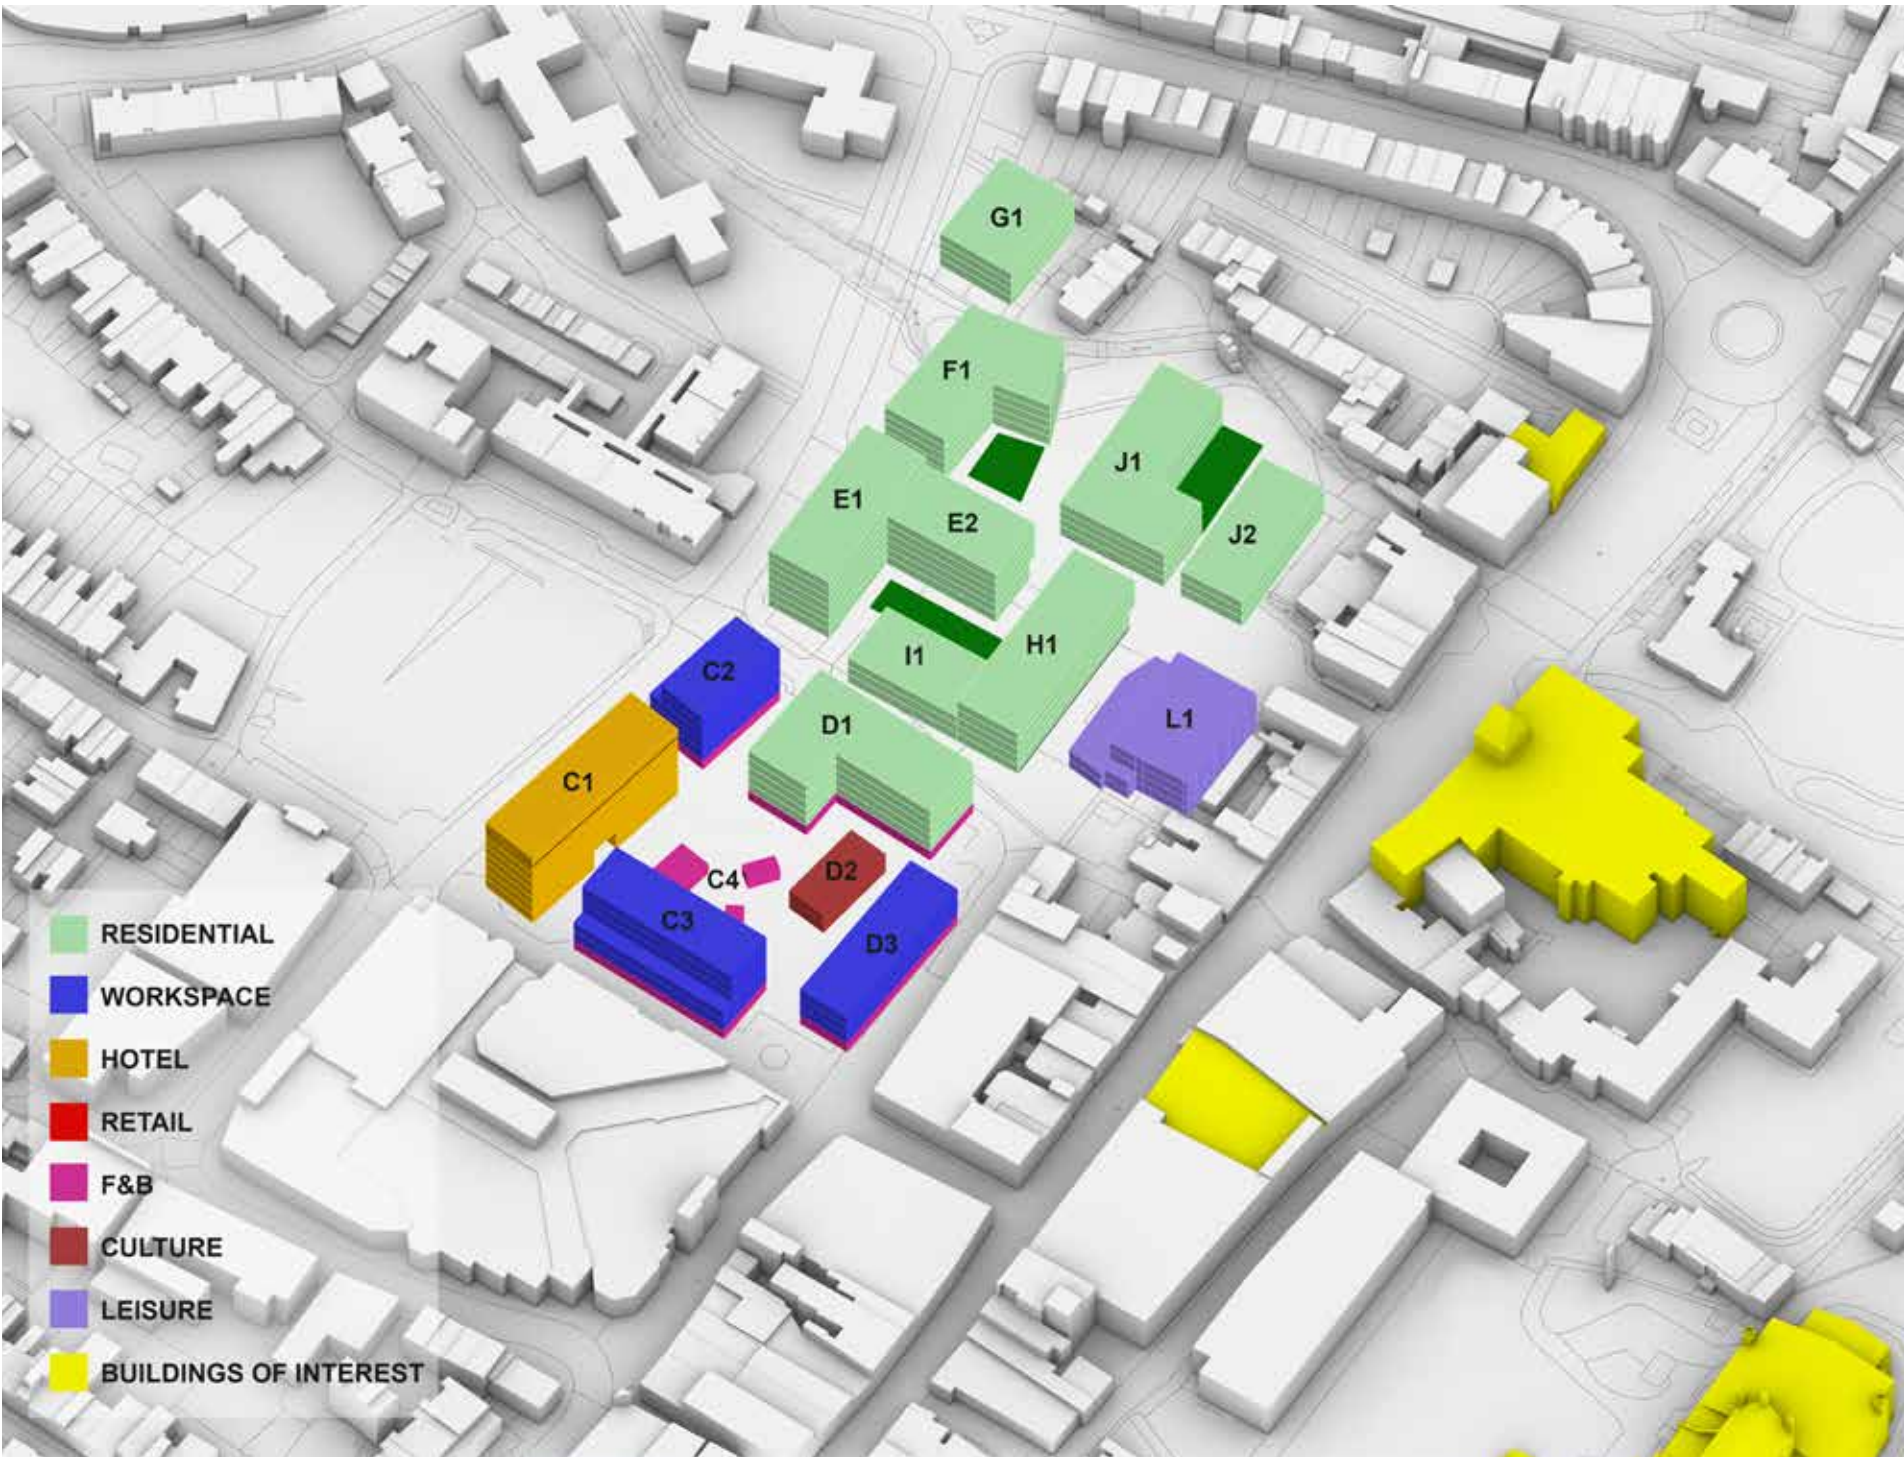 G1
F1
J1
E1
E2
J2
H1
I1
C2
L1
D1
C1
D2
C4
C3
D3
RESIDENTIAL
WORKSPACE
HOTEL
RETAIL
F&B
CULTURE
LEISURE
BUILDINGS OF INTEREST